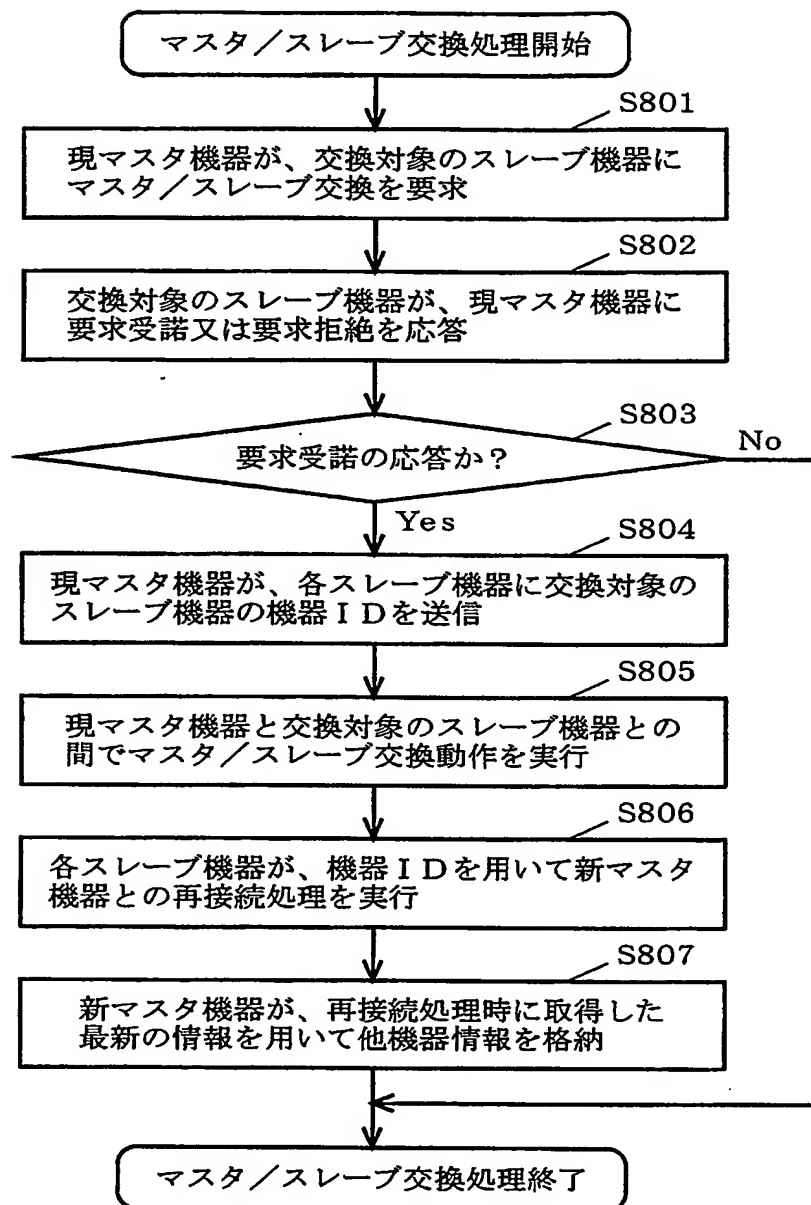 マスタ／スレーブ交換処理開始
S801
現マスタ機器が、交換対象のスレーブ機器に
マスタ／スレーブ交換を要求
S802
交換対象のスレーブ機器が、現マスタ機器に
要求受諾又は要求拒絶を応答
S803
要求受諾の応答か？
No
Yes
S804
現マスタ機器が、各スレーブ機器に交換対象の
スレーブ機器の機器ＩＤを送信
S805
現マスタ機器と交換対象のスレーブ機器との
間でマスタ／スレーブ交換動作を実行
S806
各スレーブ機器が、機器ＩＤを用いて新マスタ
機器との再接続処理を実行
S807
新マスタ機器が、再接続処理時に取得した
最新の情報を用いて他機器情報を格納
マスタ／スレーブ交換処理終了